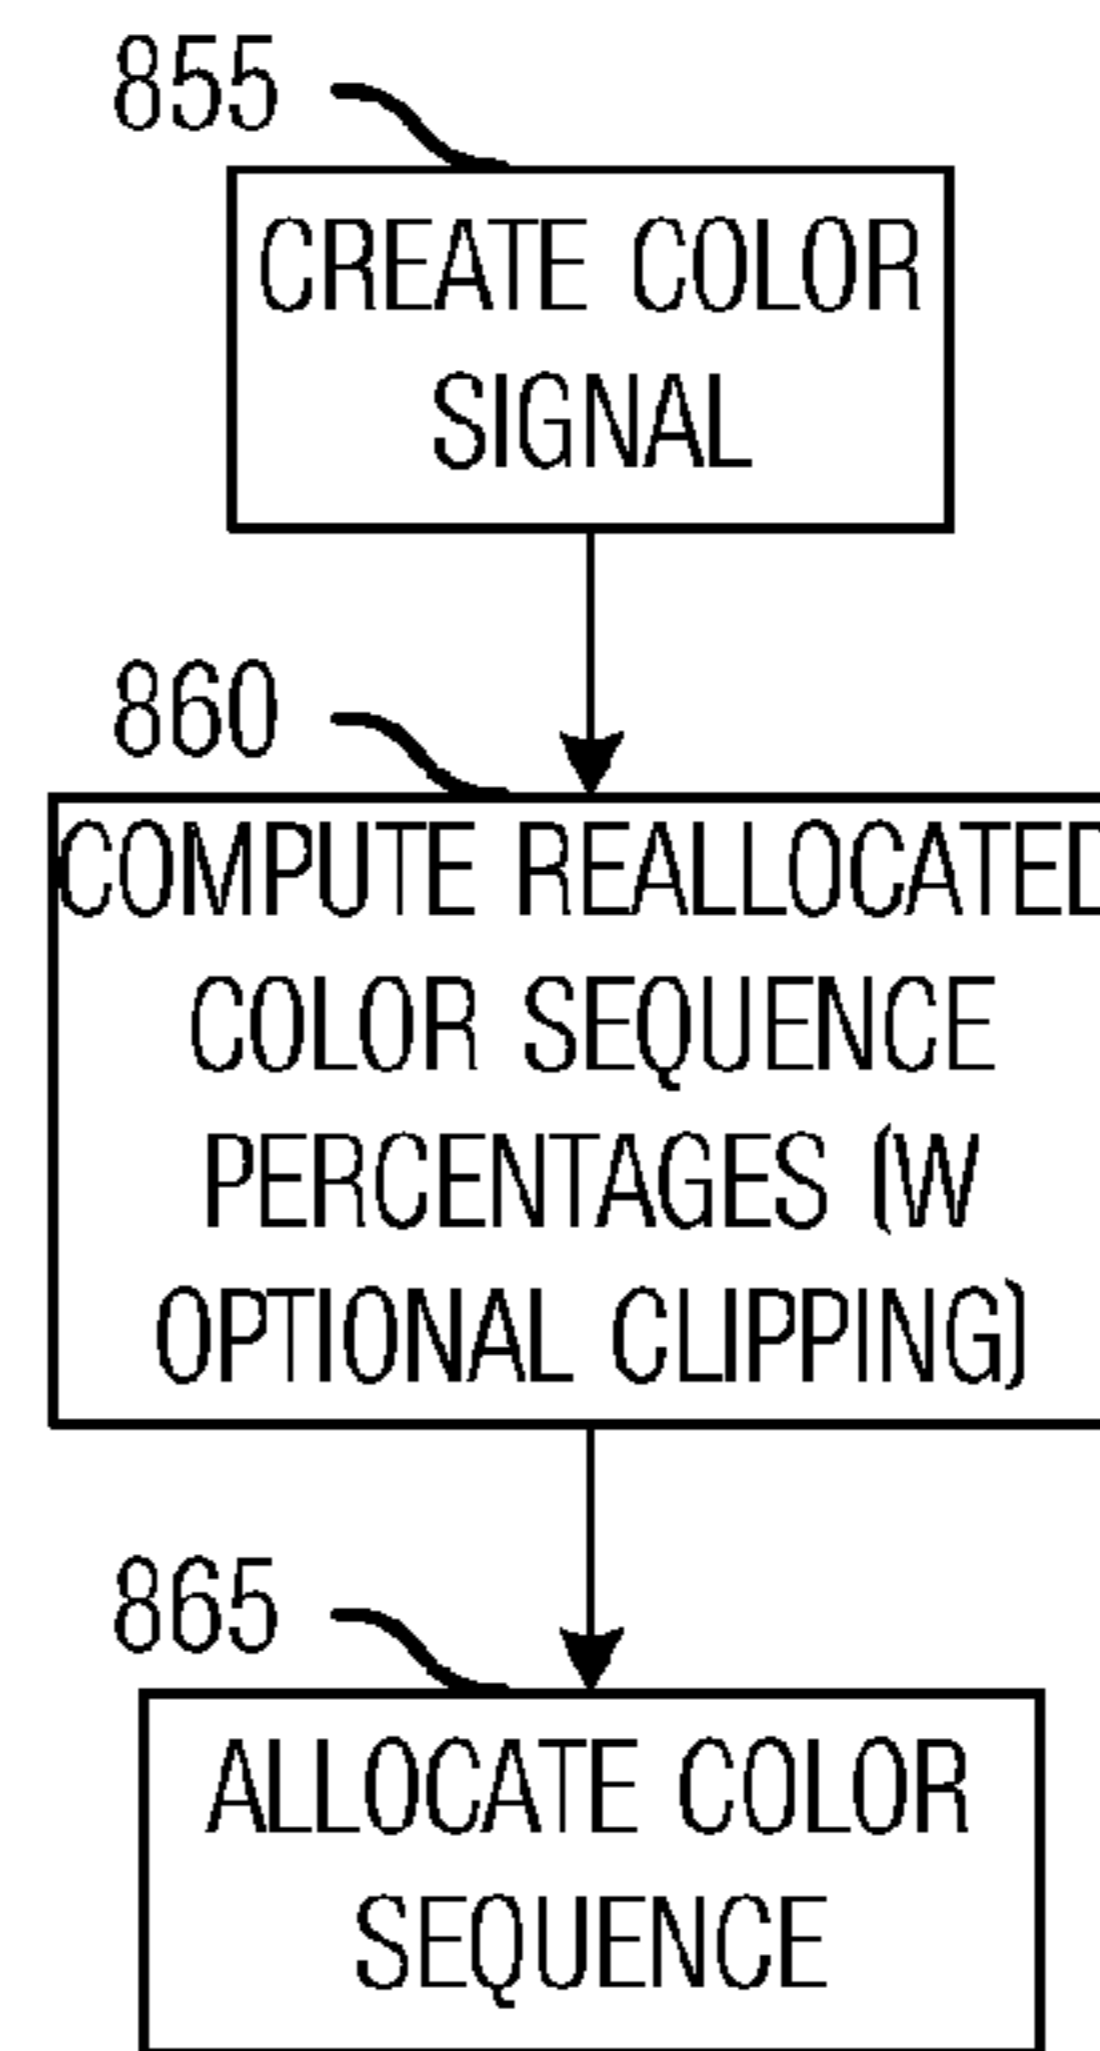 855
CREATE COLOR
SIGNAL
860
COMPUTE REALLOCATED
COLOR SEQUENCE
PERCENTAGES (W
OPTIONAL CLIPPING)
865
ALLOCATE COLOR
SEQUENCE